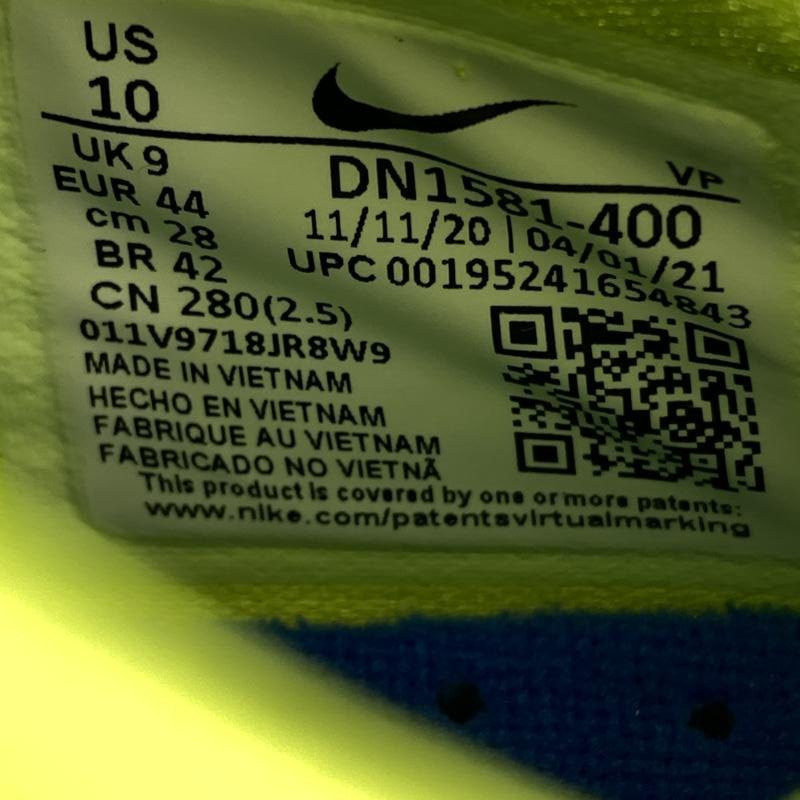 US
10
VP
UK 9
EUR 44
cm 28
BR 42
CN 280(2.5)
DN1581-400
11/11/20 | 04/01/21
UPC 00195241654843
011V9718JR8W9
MADE IN VIETNAM
HECHO EN VIETNAM
FABRIQUE AU VIETNAM
FABRICADO NO VIETNÃ
This product is covered by one or more patents:
www.nike.com/patentsvirtualmarking